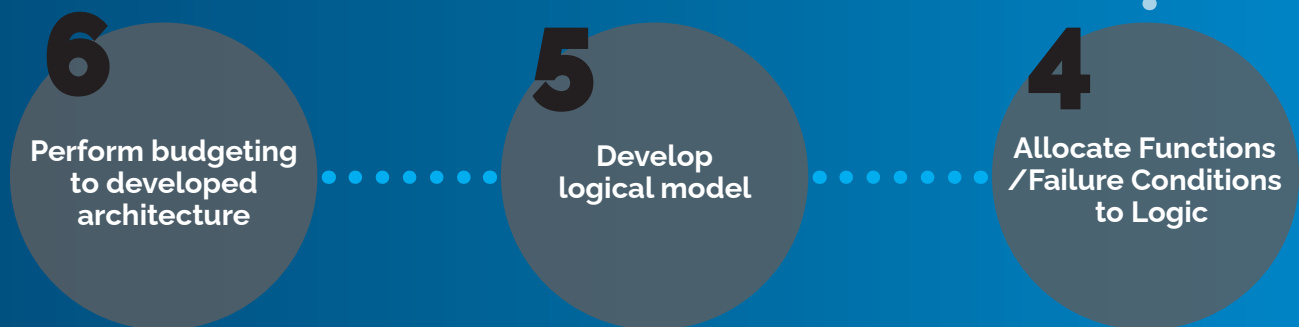 6
Perform budgeting
to developed
architecture
5
Develop
logical model
4
Allocate Functions
/Failure Conditions
to Logic